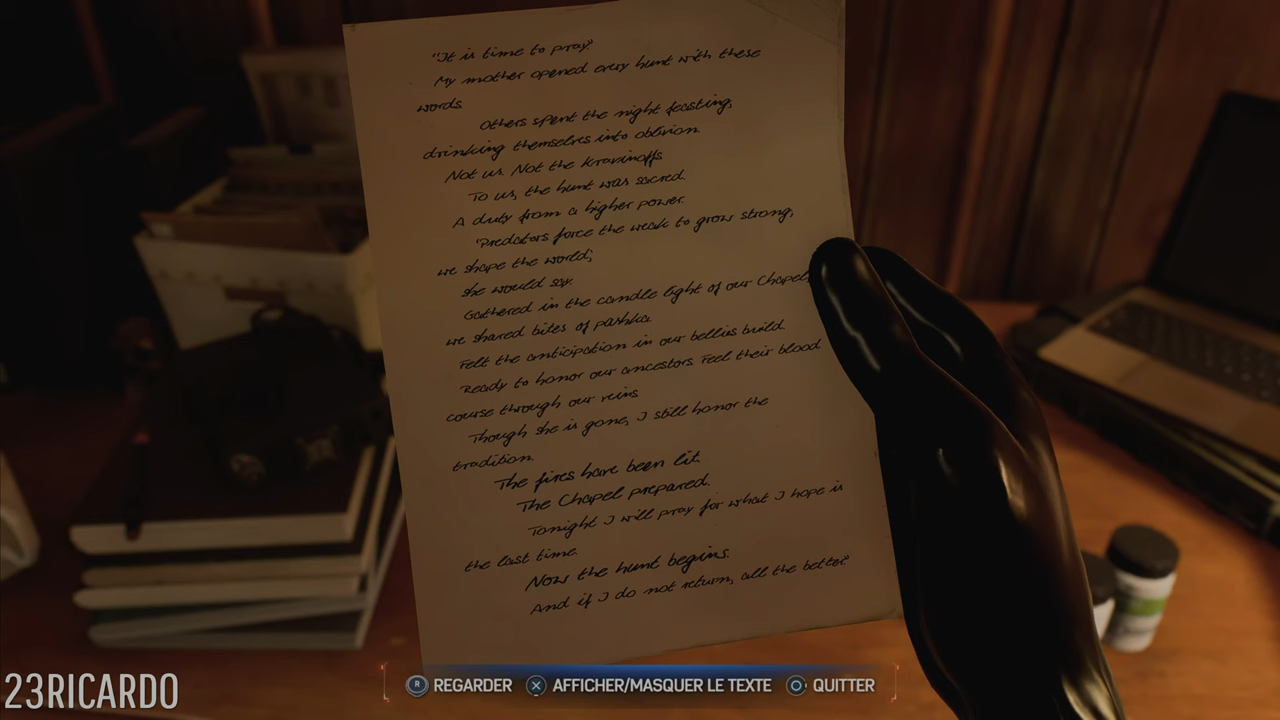 "It is time to pray."
My mother opened every hunt with these
words.
Others spent the night feasting,
drinking themselves into oblivion.
Not us. Not the Kravinoffs.
To us, the hunt was sacred.
A duty from a higher power.
'Predators force the weak to grow strong,
we shape the world,'
she would say.
Gathered in the candle light of our Chapel,
we shared bites of pashka.
Felt the anticipation in our bellies build.
Ready to honor our ancestors. Feel their blood
course through our veins.
Though she is gone, I still honor the
tradition.
The fires have been lit.
The Chapel prepared.
Tonight I will pray for what I hope is
the last time.
Now the hunt begins.
And if I do not return, all the better."
R REGARDER X AFFICHER/MASQUER LE TEXTE O QUITTER
23RICARDO